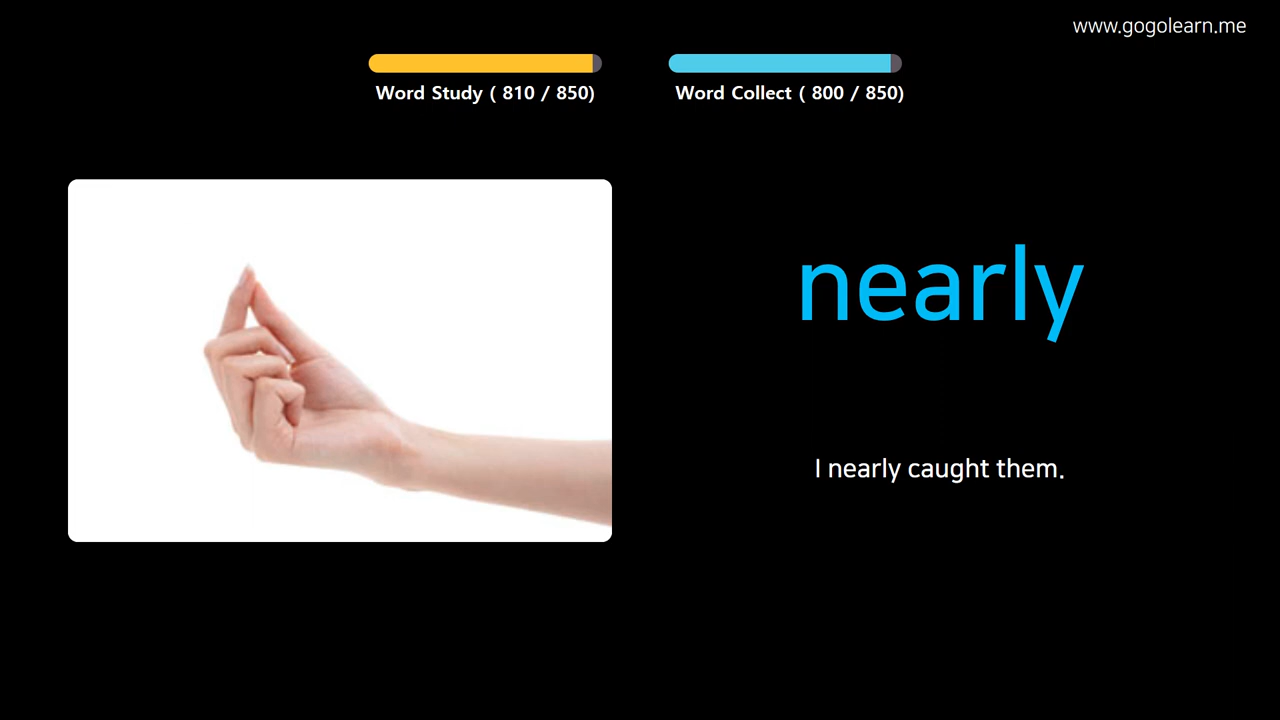 www.gogolearn.me
Word Study ( 810 / 850)
Word Collect ( 800 / 850)
nearly
I nearly caught them.